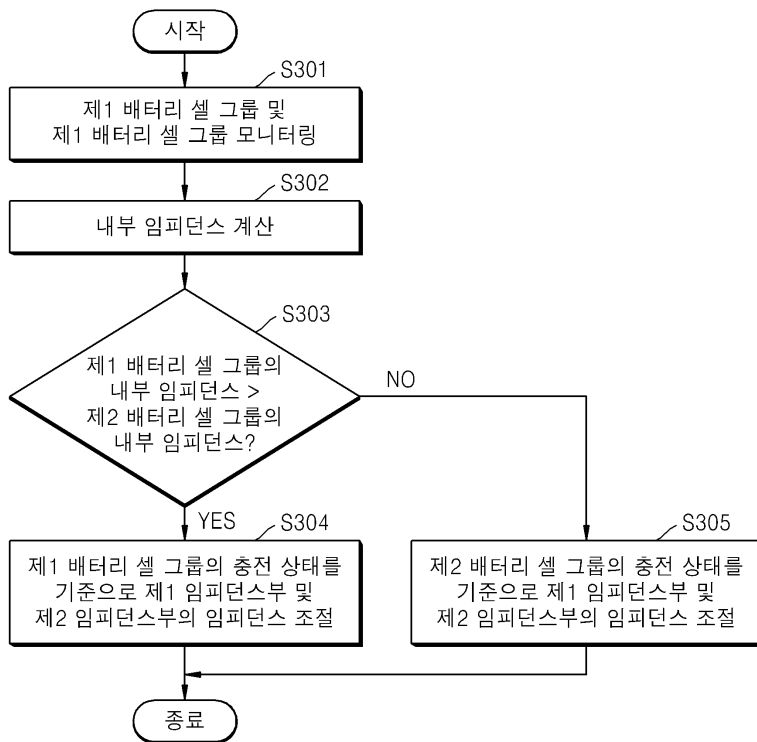 시작
S301
제1 배터리 셀 그룹 및
제1 배터리 셀 그룹 모니터링
S302
내부 임피던스 계산
S303
제1 배터리 셀 그룹의
내부 임피던스 >
제2 배터리 셀 그룹의
내부 임피던스?
NO
YES
S304
제1 배터리 셀 그룹의 충전 상태를
기준으로 제1 임피던스부 및
제2 임피던스부의 임피던스 조절
S305
제2 배터리 셀 그룹의 충전 상태를
기준으로 제1 임피던스부 및
제2 임피던스부의 임피던스 조절
종료